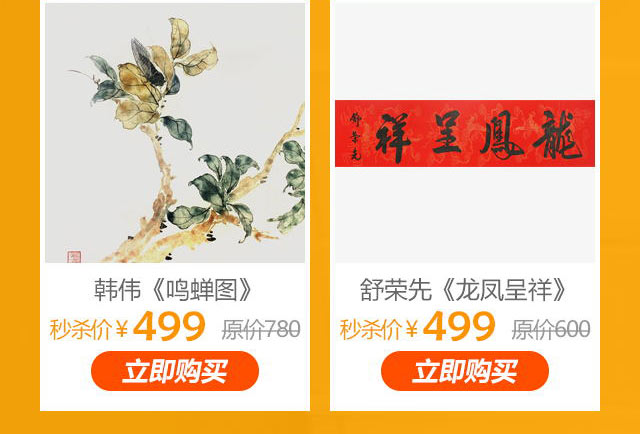 舒荣先
龍鳳呈祥
韩伟《鸣蝉图》
秒杀价￥499 原价780
立即购买
舒荣先《龙凤呈祥》
秒杀价￥499 原价600
立即购买